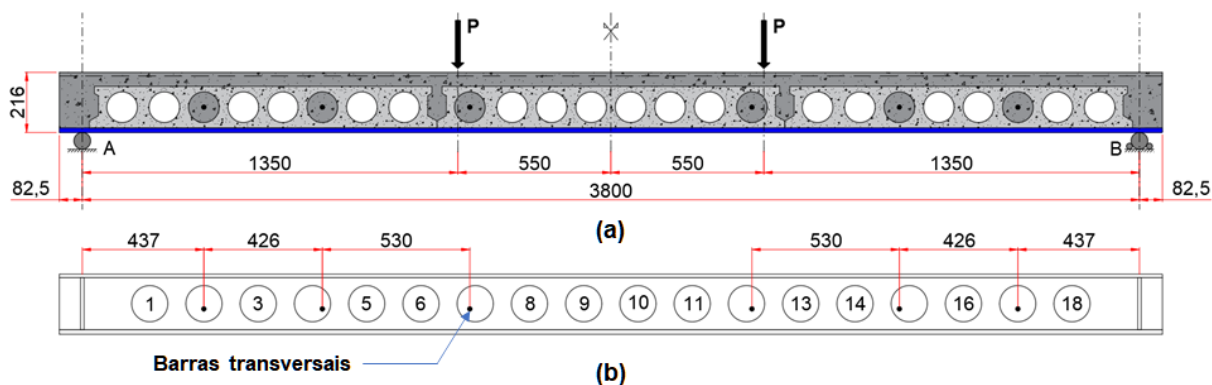 P P
216
A B
1350 550 550 1350
82,5 3800 82,5
(a)
437 426 530 530 426 437
1 3 5 6 8 9 10 11 13 14 16 18
Barras transversais
(b)